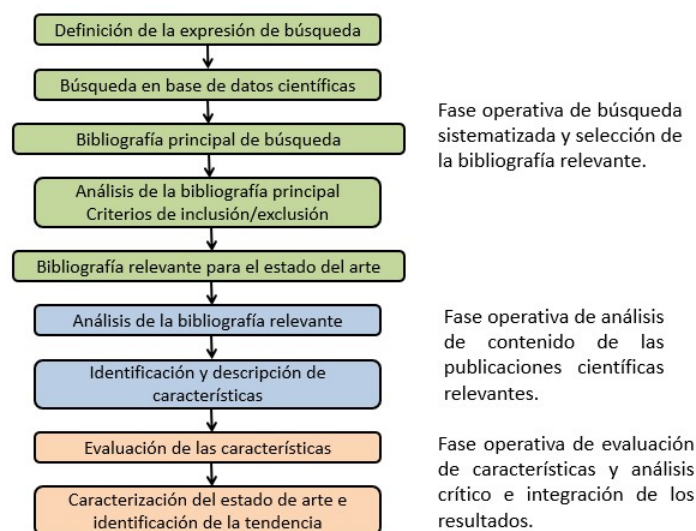 Definición de la expresión de búsqueda
Búsqueda en base de datos científicas
Bibliografía principal de búsqueda
Análisis de la bibliografía principal
Criterios de inclusión/exclusión
Bibliografía relevante para el estado del arte
Fase operativa de búsqueda
sistematizada y selección de
la bibliografía relevante.
Análisis de la bibliografía relevante
Identificación y descripción de
características
Fase operativa de análisis
de contenido de las
publicaciones científicas
relevantes.
Evaluación de las características
Caracterización del estado de arte e
identificación de la tendencia
Fase operativa de evaluación
de características y análisis
crítico e integración de los
resultados.